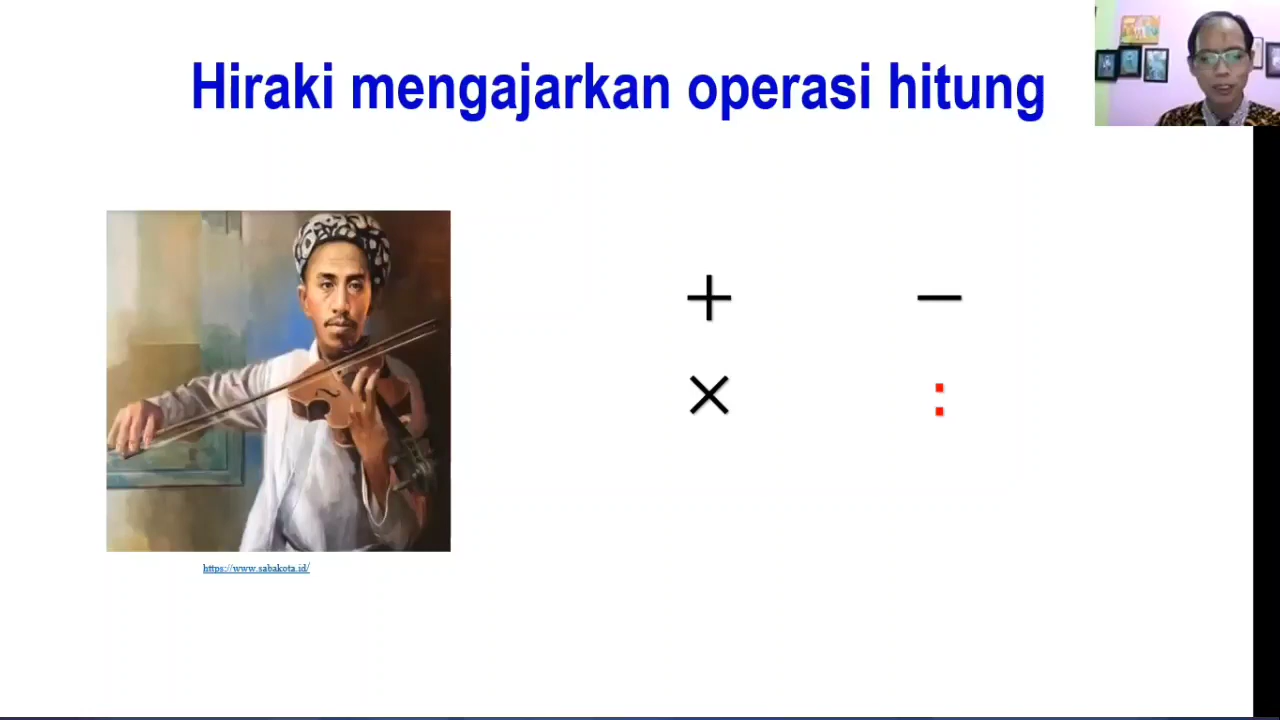 Hiraki mengajarkan operasi hitung
+ −
× :
https://www.sabakota.id/